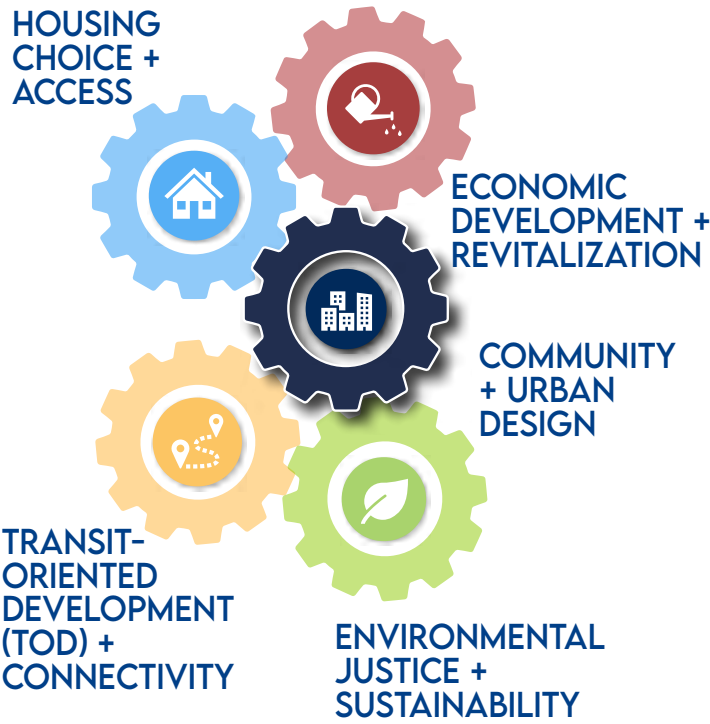 HOUSING
CHOICE +
ACCESS
ECONOMIC
DEVELOPMENT +
REVITALIZATION
COMMUNITY
+ URBAN
DESIGN
TRANSIT-
ORIENTED
DEVELOPMENT
(TOD) +
CONNECTIVITY
ENVIRONMENTAL
JUSTICE +
SUSTAINABILITY